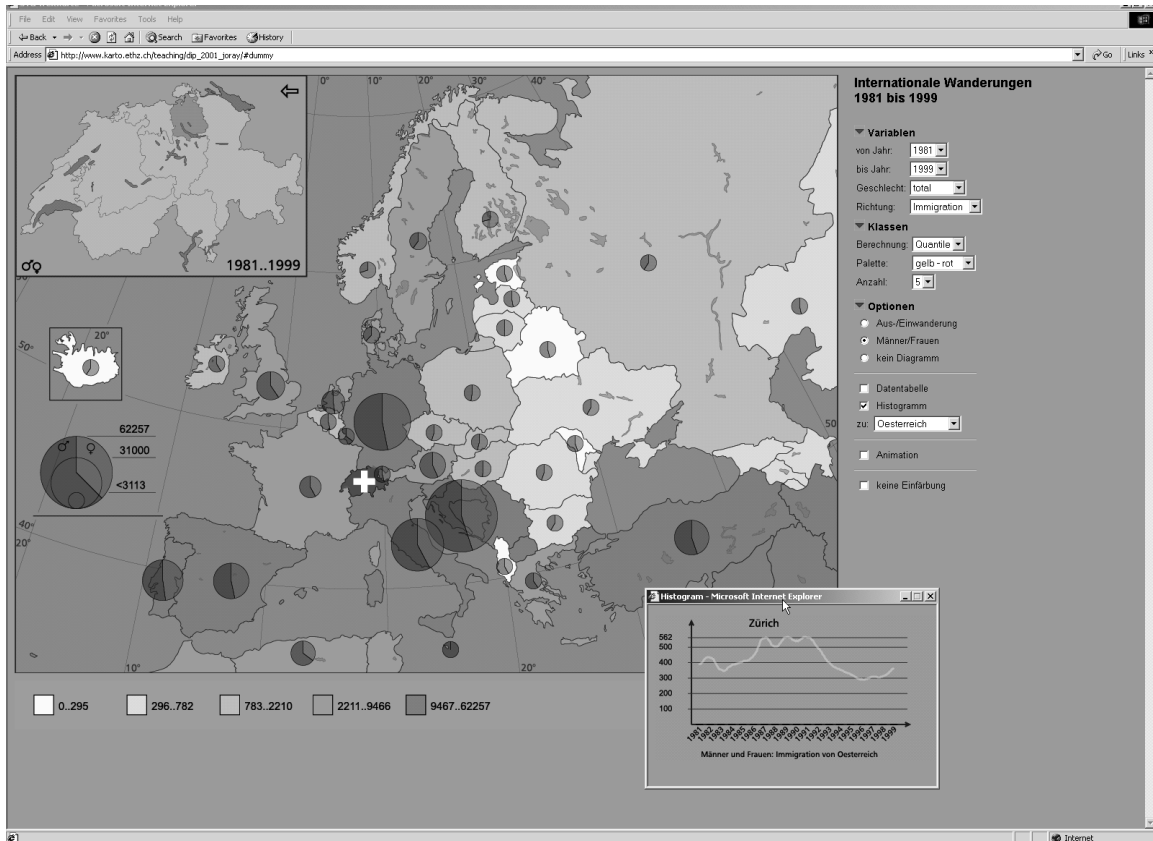 File Edit View Favorites Tools Help
Back Search Favorites History
Address http://www.karto.ethz.ch/teaching/dip_2001_joray/#dummy Go Links
0° 10° 20° 30° 40°
1981..1999
20°
50°
50
62257
31000
<3113
40°
20°
10° 20°
0..295 296..782 783..2210 2211..9466 9467..62257
Internationale Wanderungen
1981 bis 1999
Variablen
von Jahr: 1981
bis Jahr: 1999
Geschlecht: total
Richtung: Immigration
Klassen
Berechnung: Quantile
Palette: gelb - rot
Anzahl: 5
Optionen
Aus-/Einwanderung
Männer/Frauen
kein Diagramm
Datentabelle
Histogramm
zu: Oesterreich
Animation
keine Einfärbung
Histogram - Microsoft Internet Explorer
Zürich
562
500
400
300
200
100
1981 1982 1983 1984 1985 1986 1987 1988 1989 1990 1991 1992 1993 1994 1995 1996 1997 1998 1999
Männer und Frauen: Immigration von Oesterreich
Internet